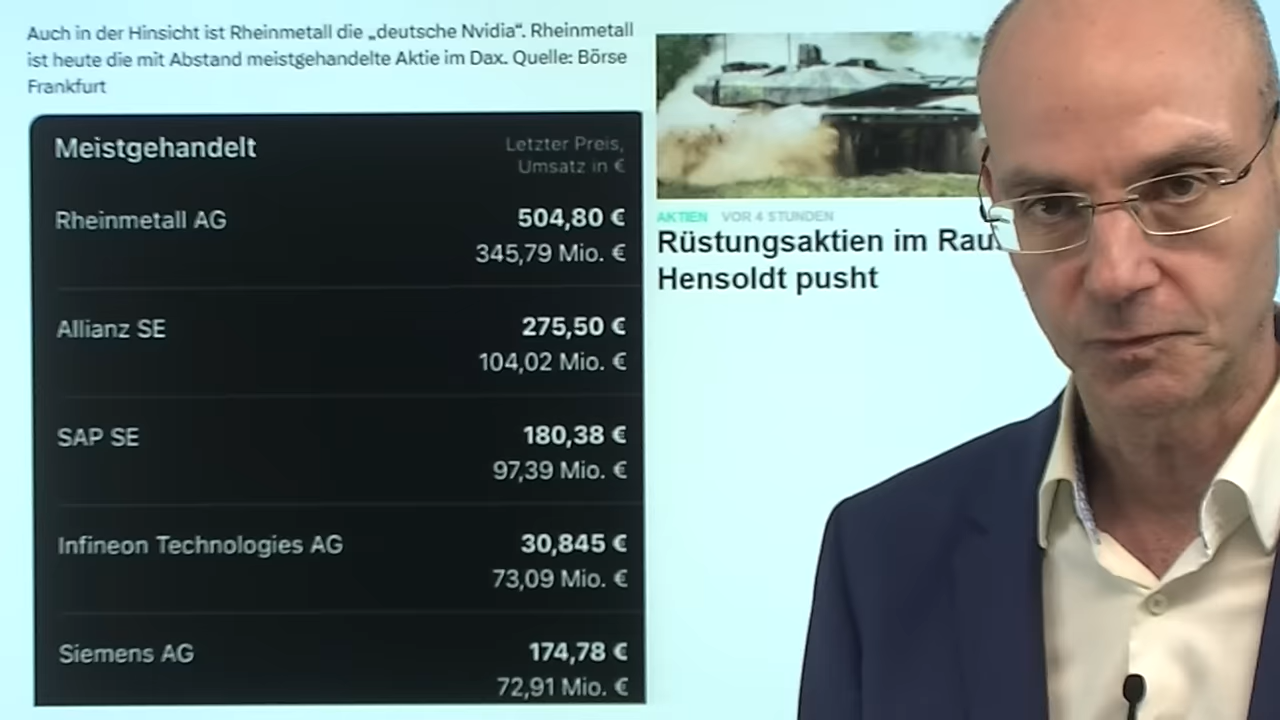 Auch in der Hinsicht ist Rheinmetall die „deutsche Nvidia“. Rheinmetall
ist heute die mit Abstand meistgehandelte Aktie im Dax. Quelle: Börse
Frankfurt
Meistgehandelt
Letzter Preis,
Umsatz in €
Rheinmetall AG
504,80 €
345,79 Mio. €
Allianz SE
275,50 €
104,02 Mio. €
SAP SE
180,38 €
97,39 Mio. €
Infineon Technologies AG
30,845 €
73,09 Mio. €
Siemens AG
174,78 €
72,91 Mio. €
AKTIEN VOR 4 STUNDEN
Rüstungsaktien im
Hensoldt pusht